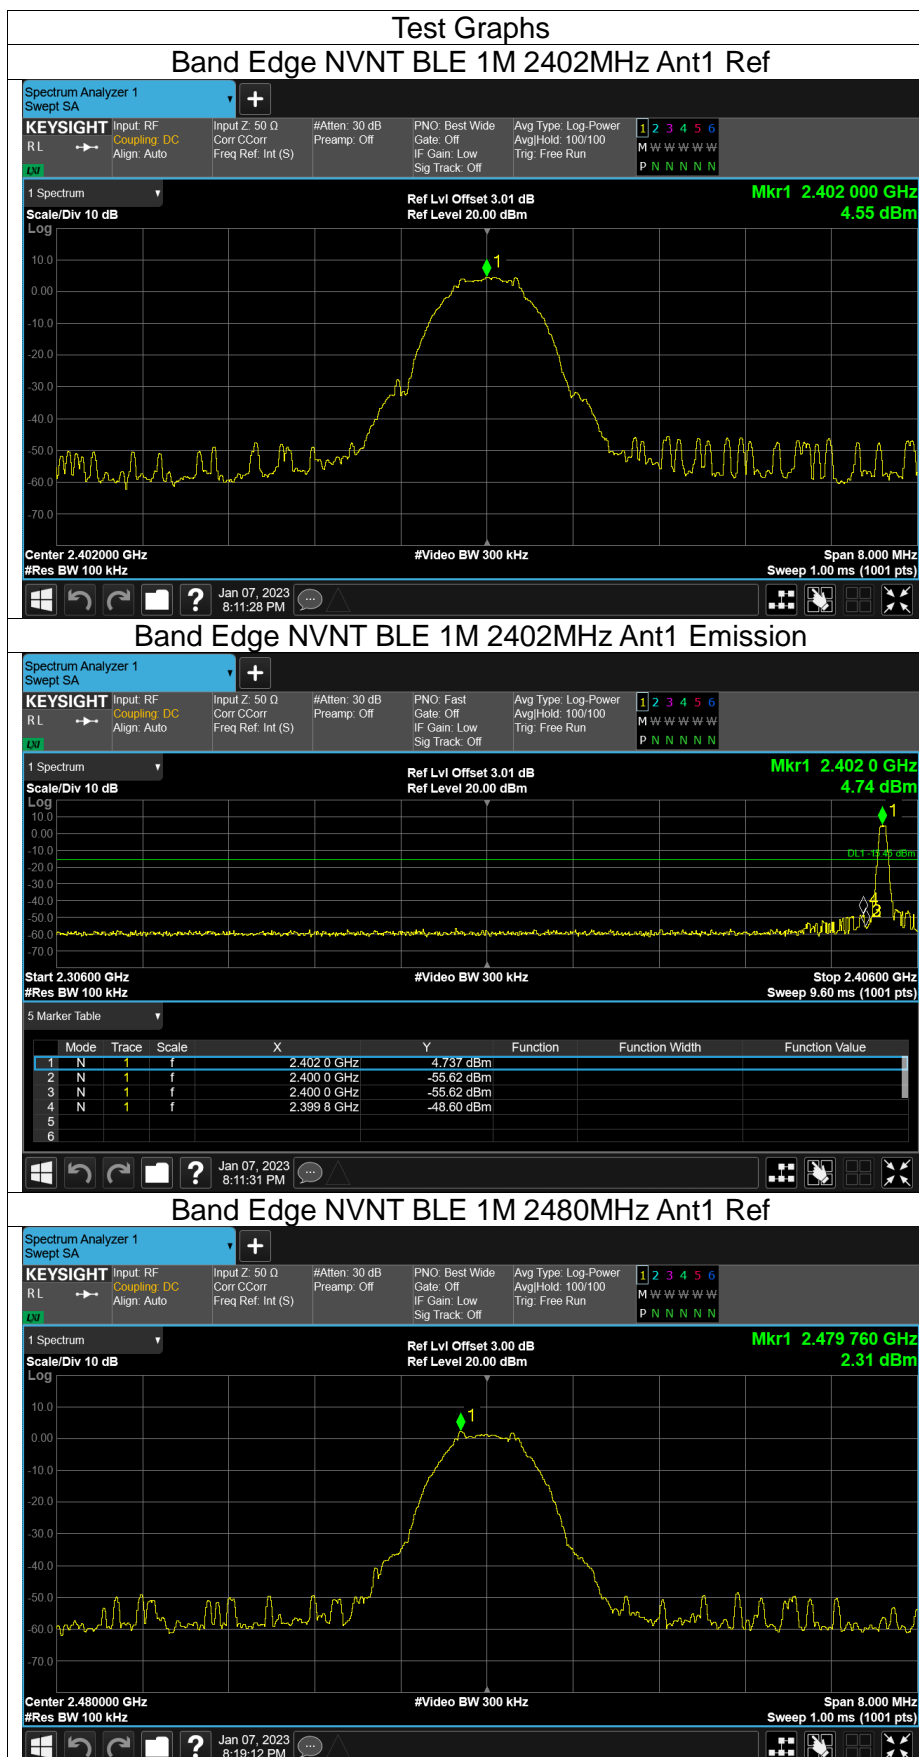 Test Graphs
Band Edge NVNT BLE 1M 2402MHz Ant1 Ref
Spectrum Analyzer 1
Swept SA
KEYSIGHT Input: RF Input Z: 50 Ω #Atten: 30 dB PNO: Best Wide Avg Type: Log-Power 1 2 3 4 5 6
RL Coupling: DC Corr CCorr Preamp: Off Gate: Off Avg|Hold: 100/100 M W W W W W
Align: Auto Freq Ref: Int (S) IF Gain: Low Trig: Free Run
LXI Sig Track: Off P N N N N N
1 Spectrum Ref Lvl Offset 3.01 dB Mkr1 2.402 000 GHz
Scale/Div 10 dB Ref Level 20.00 dBm 4.55 dBm
Log
1
10.0
0.00
-10.0
-20.0
-30.0
-40.0
-50.0
-60.0
-70.0
Center 2.402000 GHz #Video BW 300 kHz Span 8.000 MHz
#Res BW 100 kHz Sweep 1.00 ms (1001 pts)
? Jan 07, 2023
8:11:28 PM
Band Edge NVNT BLE 1M 2402MHz Ant1 Emission
Spectrum Analyzer 1
Swept SA
KEYSIGHT Input: RF Input Z: 50 Ω #Atten: 30 dB PNO: Fast Avg Type: Log-Power 1 2 3 4 5 6
RL Coupling: DC Corr CCorr Preamp: Off Gate: Off Avg|Hold: 100/100 M W W W W W
Align: Auto Freq Ref: Int (S) IF Gain: Low Trig: Free Run
LXI Sig Track: Off P N N N N N
1 Spectrum Ref Lvl Offset 3.01 dB Mkr1 2.402 0 GHz
Scale/Div 10 dB Ref Level 20.00 dBm 4.74 dBm
Log
1
10.0
0.00
-10.0 DL1 -15.45 dBm
-20.0
-30.0
-40.0 4
-50.0
-60.0
-70.0
Start 2.30600 GHz #Video BW 300 kHz Stop 2.40600 GHz
#Res BW 100 kHz Sweep 9.60 ms (1001 pts)
5 Marker Table
Mode Trace Scale X Y Function Function Width Function Value
1 N 1 f 2.402 0 GHz 4.737 dBm
2 N 1 f 2.400 0 GHz -55.62 dBm
3 N 1 f 2.400 0 GHz -55.62 dBm
4 N 1 f 2.399 8 GHz -48.60 dBm
5
6
? Jan 07, 2023
8:11:31 PM
Band Edge NVNT BLE 1M 2480MHz Ant1 Ref
Spectrum Analyzer 1
Swept SA
KEYSIGHT Input: RF Input Z: 50 Ω #Atten: 30 dB PNO: Best Wide Avg Type: Log-Power 1 2 3 4 5 6
RL Coupling: DC Corr CCorr Preamp: Off Gate: Off Avg|Hold: 100/100 M W W W W W
Align: Auto Freq Ref: Int (S) IF Gain: Low Trig: Free Run
LXI Sig Track: Off P N N N N N
1 Spectrum Ref Lvl Offset 3.00 dB Mkr1 2.479 760 GHz
Scale/Div 10 dB Ref Level 20.00 dBm 2.31 dBm
Log
10.0 1
0.00
-10.0
-20.0
-30.0
-40.0
-50.0
-60.0
-70.0
Center 2.480000 GHz #Video BW 300 kHz Span 8.000 MHz
#Res BW 100 kHz Sweep 1.00 ms (1001 pts)
? Jan 07, 2023
8:19:12 PM